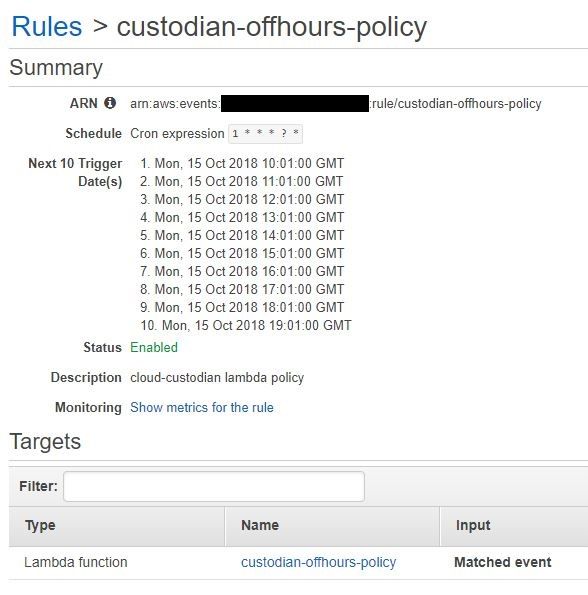 Rules > custodian-offhours-policy
Summary
ARN arn:aws:events: :rule/custodian-offhours-policy
Schedule Cron expression 1 * * * ? *
Next 10 Trigger 1. Mon, 15 Oct 2018 10:01:00 GMT
Date(s) 2. Mon, 15 Oct 2018 11:01:00 GMT
3. Mon, 15 Oct 2018 12:01:00 GMT
4. Mon, 15 Oct 2018 13:01:00 GMT
5. Mon, 15 Oct 2018 14:01:00 GMT
6. Mon, 15 Oct 2018 15:01:00 GMT
7. Mon, 15 Oct 2018 16:01:00 GMT
8. Mon, 15 Oct 2018 17:01:00 GMT
9. Mon, 15 Oct 2018 18:01:00 GMT
10. Mon, 15 Oct 2018 19:01:00 GMT
Status Enabled
Description cloud-custodian lambda policy
Monitoring Show metrics for the rule
Targets
Filter:
Type Name Input
Lambda function custodian-offhours-policy Matched event